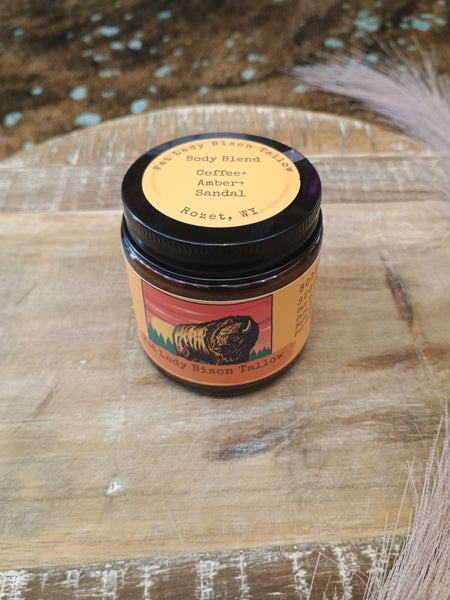 Fat Lady Bison Tallow
Body Blend
Coffee+
Amber+
Sandal
Rozet, WY
Fat Lady Bison Tallow